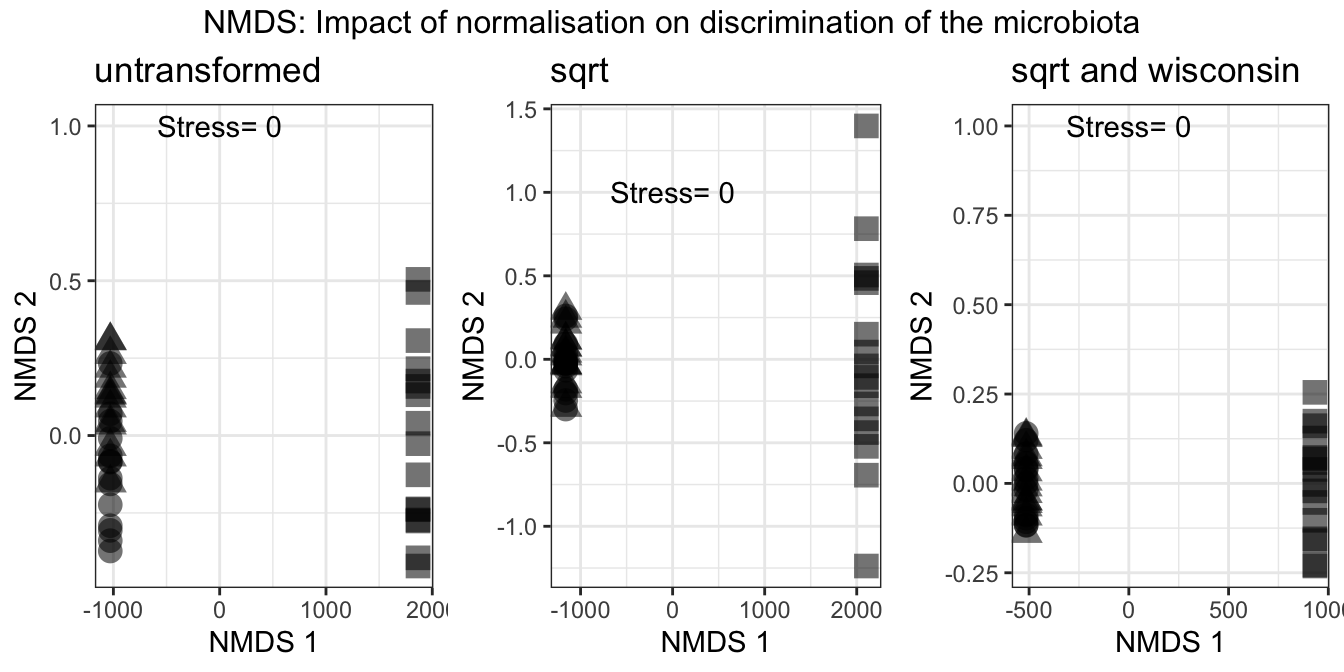 NMDS: Impact of normalisation on discrimination of the microbiota
untransformed
Stress= 0
1.0
0.5
0.0
NMDS 2
-1000 0 1000 200
NMDS 1
sqrt
Stress= 0
1.5
1.0
0.5
0.0
-0.5
-1.0
NMDS 2
-1000 0 1000 2000
NMDS 1
sqrt and wisconsin
Stress= 0
1.00
0.75
0.50
0.25
0.00
-0.25
NMDS 2
-500 0 500 1000
NMDS 1